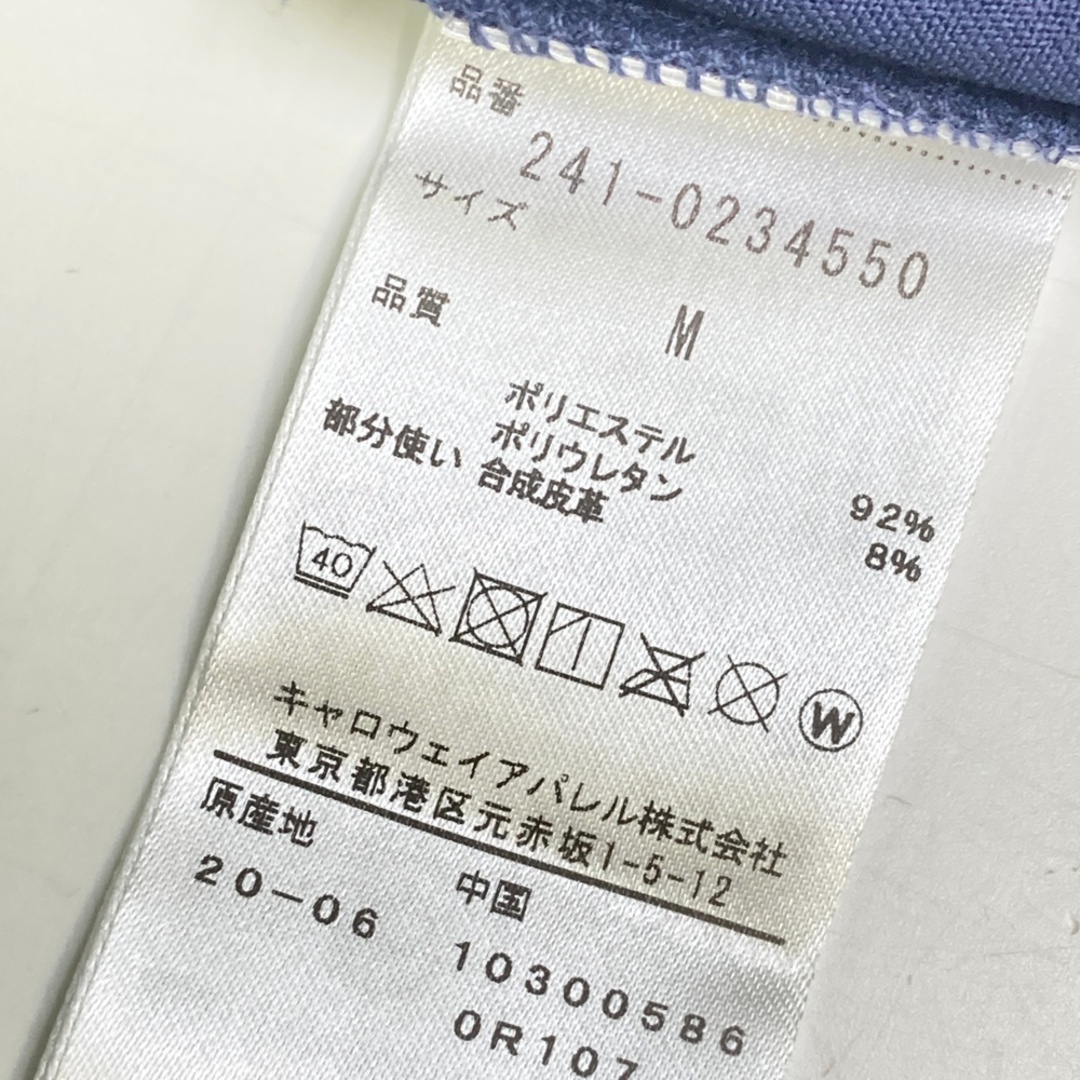 品番
241-0234550
サイズ
M
品質
ポリエステル 92%
ポリウレタン 8%
部分使い 合成皮革
40
W
キャロウェイアパレル株式会社
東京都港区元赤坂1-5-12
原産地 中国
20-06 10300586
0R107